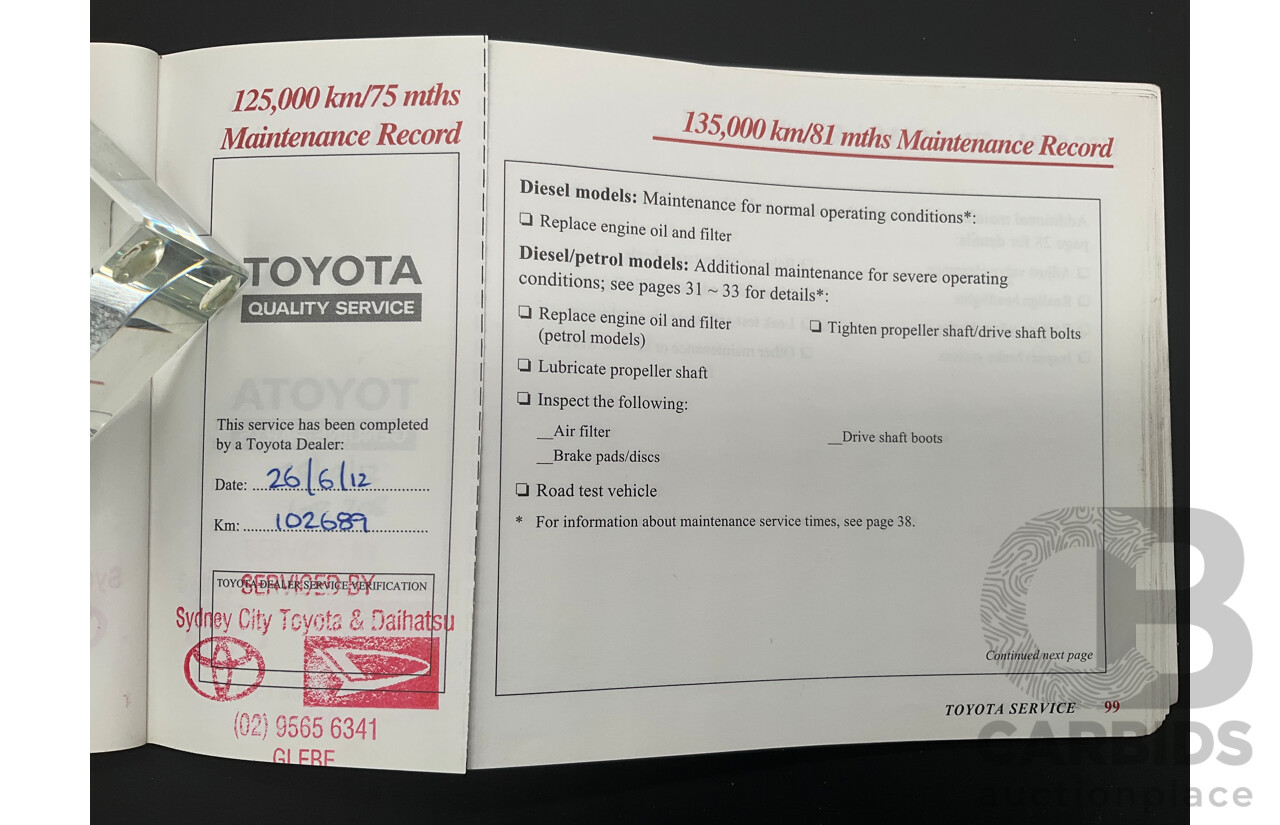 125,000 km/75 mths
Maintenance Record
TOYOTA
QUALITY SERVICE
This service has been completed
by a Toyota Dealer:
Date: 26/6/12
Km: 102689
TOYOTA DEALER SERVICE VERIFICATION
SERVICED BY
Sydney City Toyota & Daihatsu
(02) 9565 6341
GLEBE
135,000 km/81 mths Maintenance Record
Diesel models: Maintenance for normal operating conditions*:
❏ Replace engine oil and filter
Diesel/petrol models: Additional maintenance for severe operating
conditions; see pages 31 ~ 33 for details*:
❏ Replace engine oil and filter
(petrol models)
❏ Tighten propeller shaft/drive shaft bolts
❏ Lubricate propeller shaft
❏ Inspect the following:
__Air filter
__Drive shaft boots
__Brake pads/discs
❏ Road test vehicle
* For information about maintenance service times, see page 38.
Continued next page
TOYOTA SERVICE 99
CB
CARBIDS
auctionplace